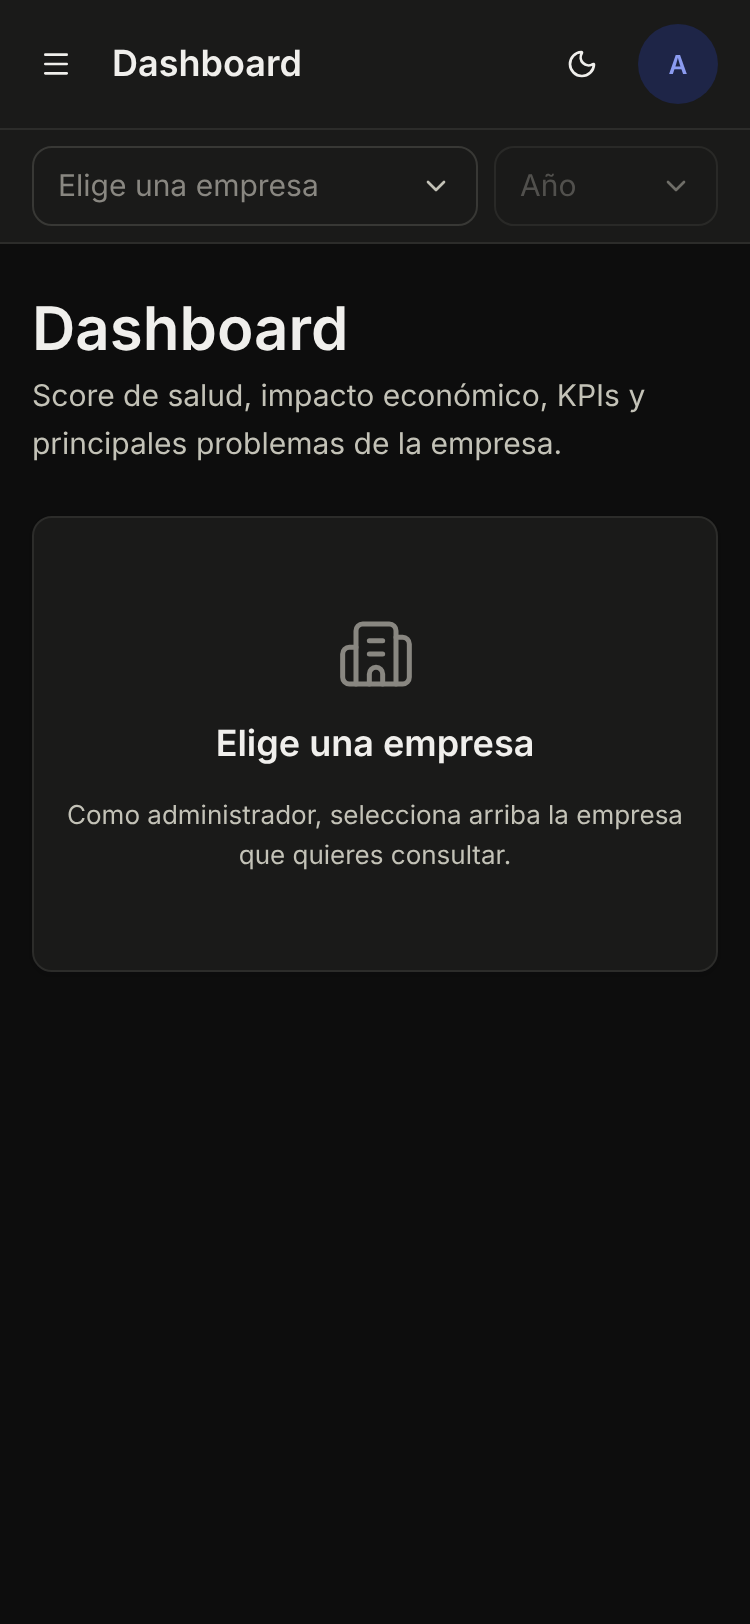 Dashboard
A
Elige una empresa
Año
Dashboard
Score de salud, impacto económico, KPIs y
principales problemas de la empresa.
Elige una empresa
Como administrador, selecciona arriba la empresa
que quieres consultar.